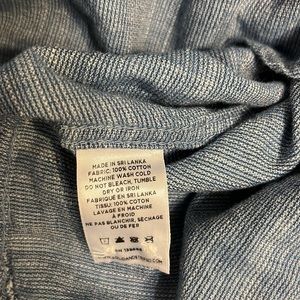 MADE IN SRI LANKA
FABRIC: 100% COTTON
MACHINE WASH COLD
DO NOT BLEACH, TUMBLE
DRY OR IRON
FABRIQUÉ EN SRI LANKA
TISSU: 100% COTON
LAVAGE EN MACHINE
À FROID
NE PAS BLANCHIR, SÉCHAGE
OU DE FER